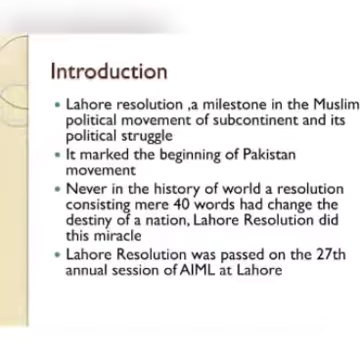 Introduction
• Lahore resolution ,a milestone in the Muslim
political movement of subcontinent and its
political struggle
• It marked the beginning of Pakistan
movement
• Never in the history of world a resolution
consisting mere 40 words had change the
destiny of a nation, Lahore Resolution did
this miracle
• Lahore Resolution was passed on the 27th
annual session of AIML at Lahore